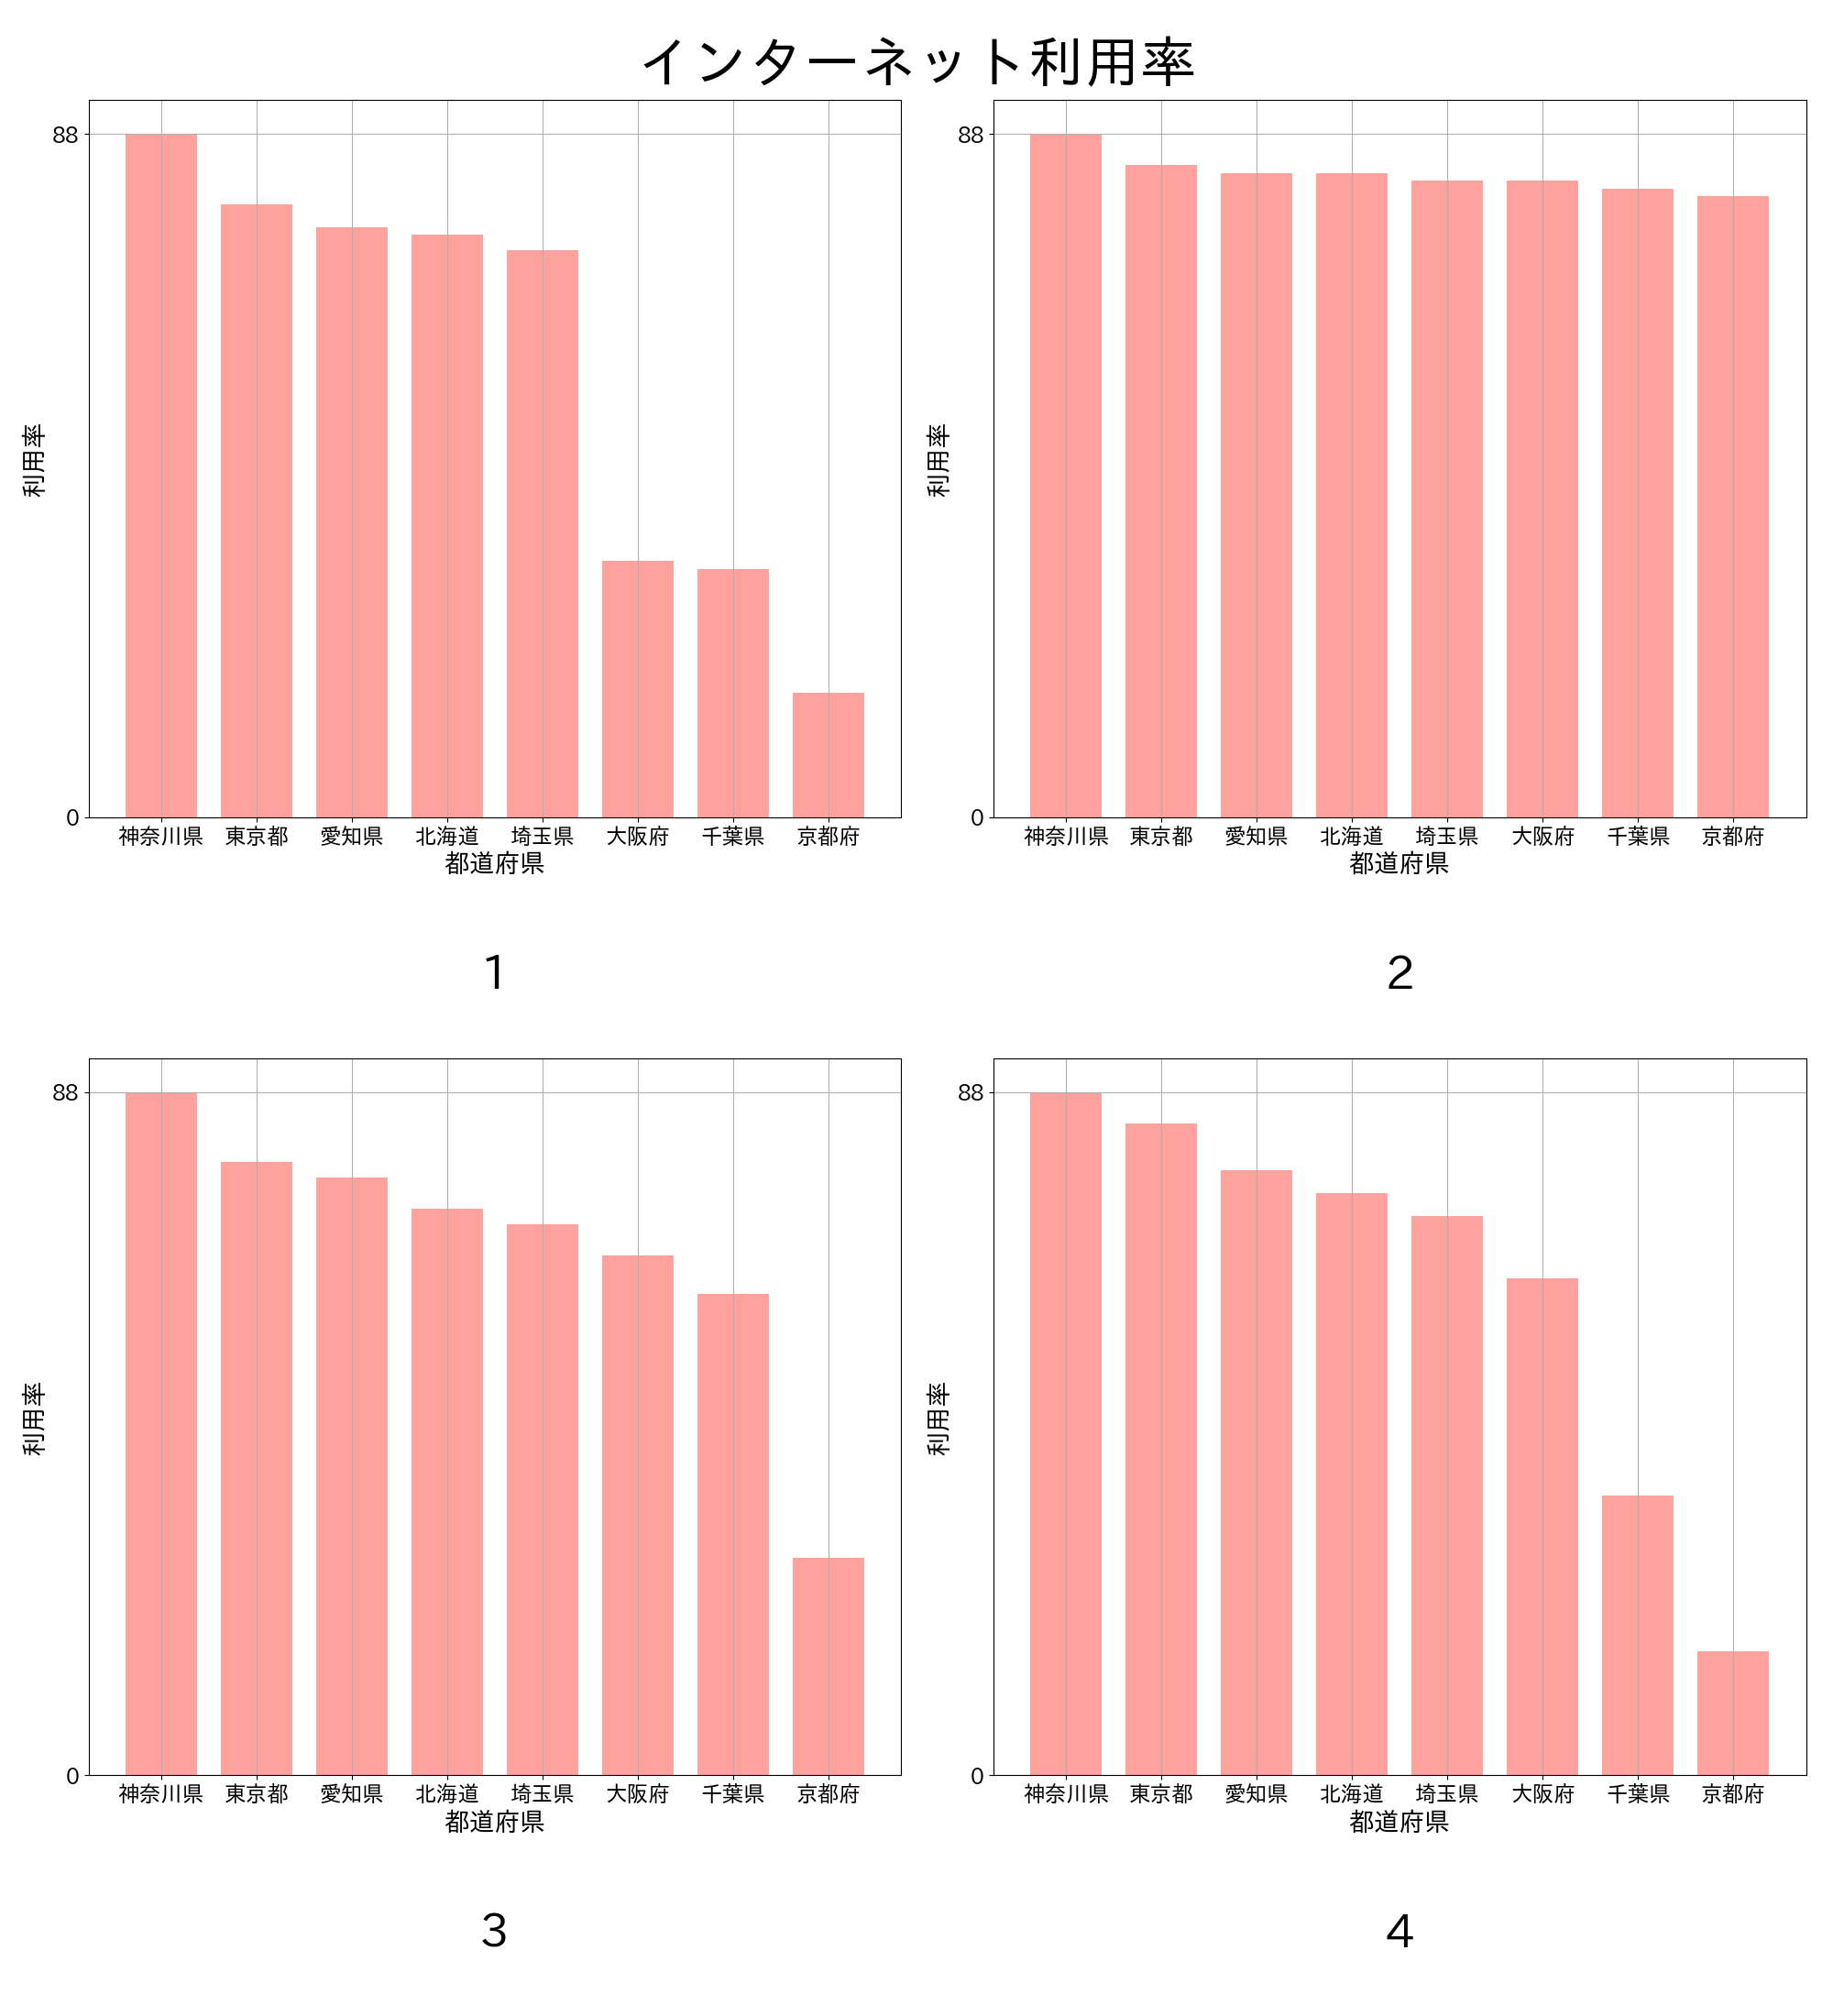 インターネット利用率
88
0
利用率
神奈川県 東京都 愛知県 北海道 埼玉県 大阪府 千葉県 京都府
都道府県
1
88
0
利用率
神奈川県 東京都 愛知県 北海道 埼玉県 大阪府 千葉県 京都府
都道府県
2
88
0
利用率
神奈川県 東京都 愛知県 北海道 埼玉県 大阪府 千葉県 京都府
都道府県
3
88
0
利用率
神奈川県 東京都 愛知県 北海道 埼玉県 大阪府 千葉県 京都府
都道府県
4